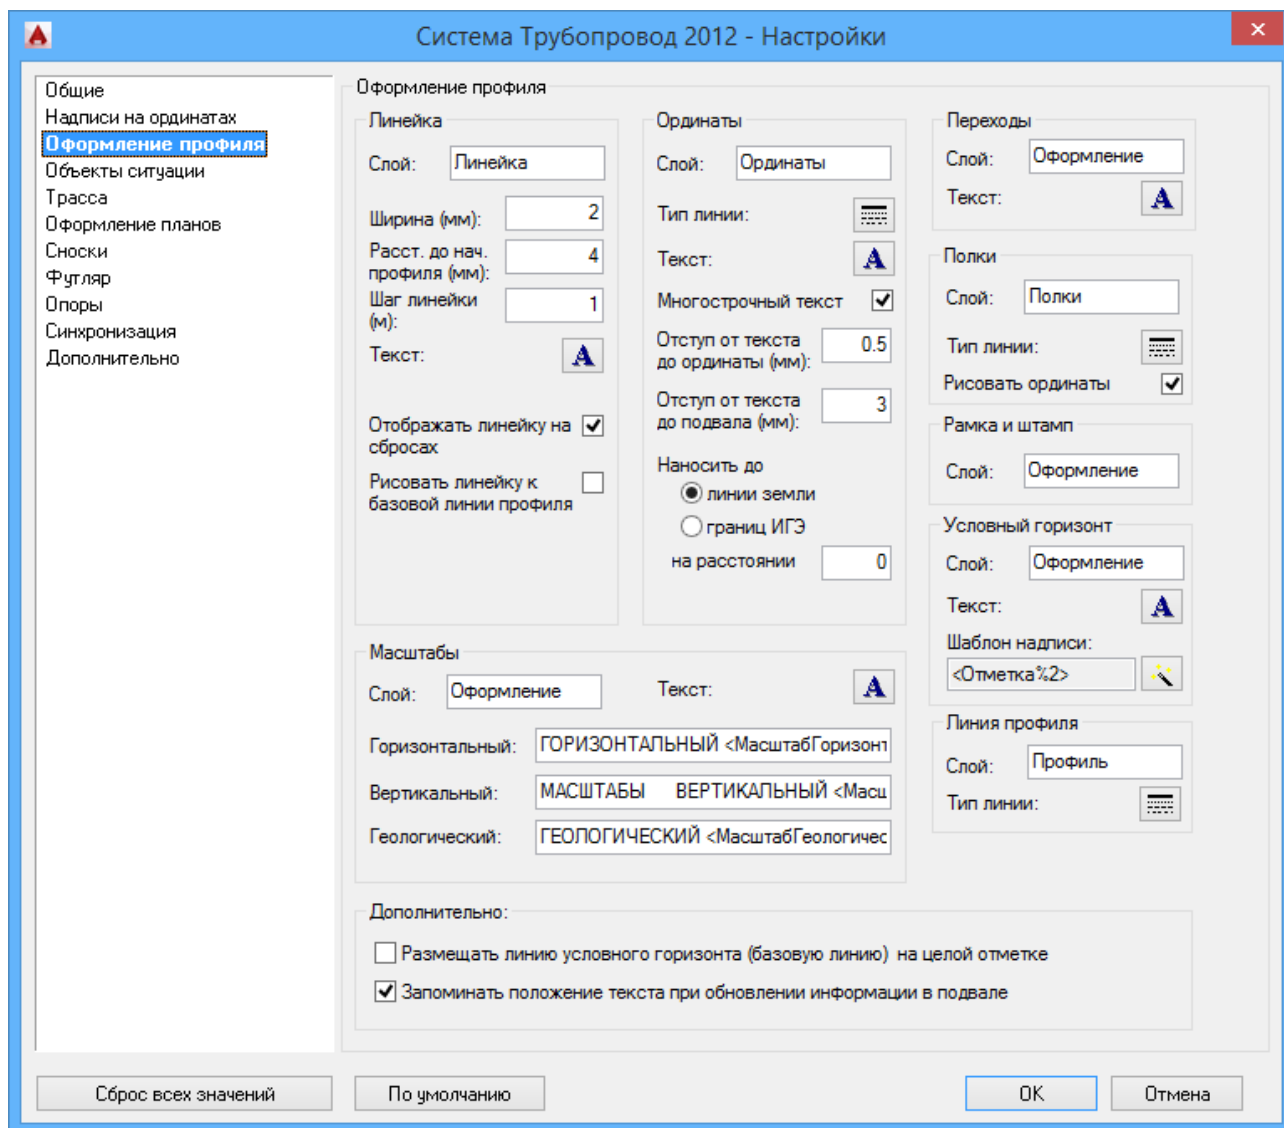 Система Трубопровод 2012 - Настройки
Общие
Надписи на ординатах
Оформление профиля
Объекты ситуации
Трасса
Оформление планов
Сноски
Футляр
Опоры
Синхронизация
Дополнительно
Оформление профиля
Линейка
Слой: Линейка
Ширина (мм): 2
Расст. до нач.
профиля (мм): 4
Шаг линейки
(м): 1
Текст: A
Отображать линейку на
сбросах
Рисовать линейку к
базовой линии профиля
Ординаты
Слой: Ординаты
Тип линии:
Текст: A
Многострочный текст
Отступ от текста
до ординаты (мм): 0.5
Отступ от текста
до подвала (мм): 3
Наносить до
линии земли
границ ИГЭ
на расстоянии 0
Переходы
Слой: Оформление
Текст: A
Полки
Слой: Полки
Тип линии:
Рисовать ординаты
Рамка и штамп
Слой: Оформление
Условный горизонт
Слой: Оформление
Текст: A
Шаблон надписи:
<Отметка%2>
Линия профиля
Слой: Профиль
Тип линии:
Масштабы
Слой: Оформление Текст: A
Горизонтальный: ГОРИЗОНТАЛЬНЫЙ <МасштабГоризонт
Вертикальный: МАСШТАБЫ ВЕРТИКАЛЬНЫЙ <Масш
Геологический: ГЕОЛОГИЧЕСКИЙ <МасштабГеологичес
Дополнительно:
Размещать линию условного горизонта (базовую линию) на целой отметке
Запоминать положение текста при обновлении информации в подвале
Сброс всех значений
По умолчанию
OK
Отмена